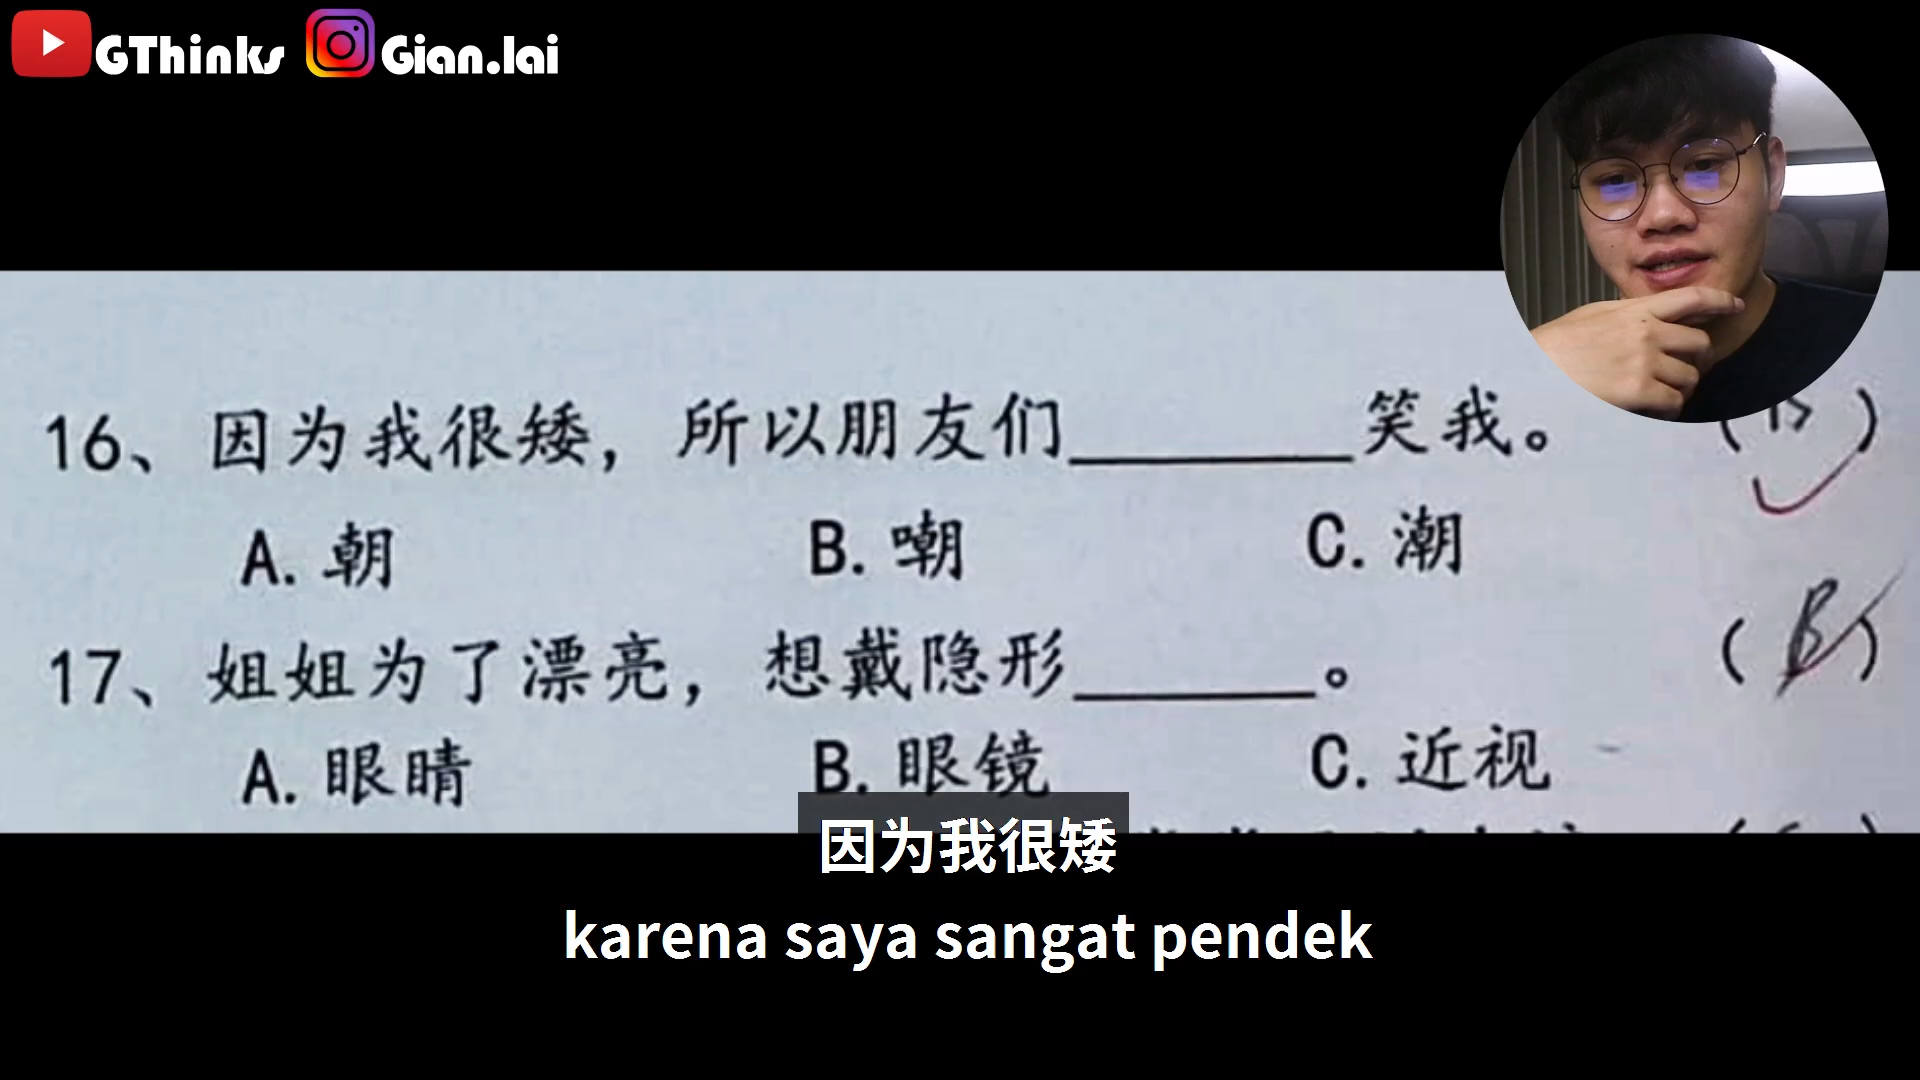 GThinks Gian.lai
16、因为我很矮，所以朋友们________笑我。 (B)
A. 朝 B. 嘲 C. 潮
17、姐姐为了漂亮，想戴隐形_______。 (B)
A. 眼睛 B. 眼镜 C. 近视
因为我很矮
karena saya sangat pendek